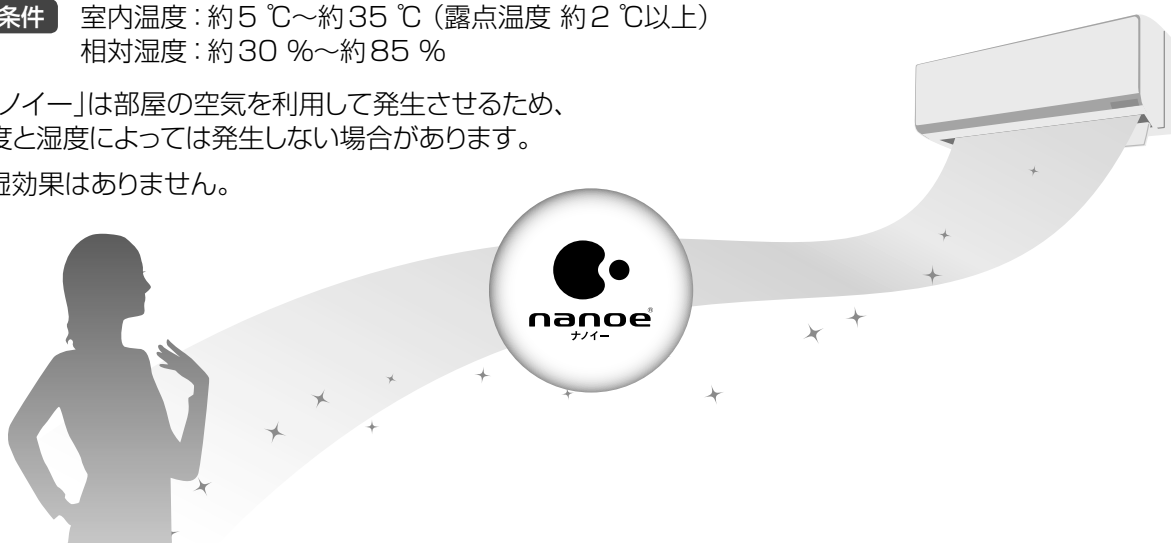 条件 室内温度：約5 ℃～約35 ℃（露点温度 約2 ℃以上）
相対湿度：約30 %～約85 %
ノイー」は部屋の空気を利用して発生させるため、
度と湿度によっては発生しない場合があります。
湿効果はありません。
nanoe®
ナノイー